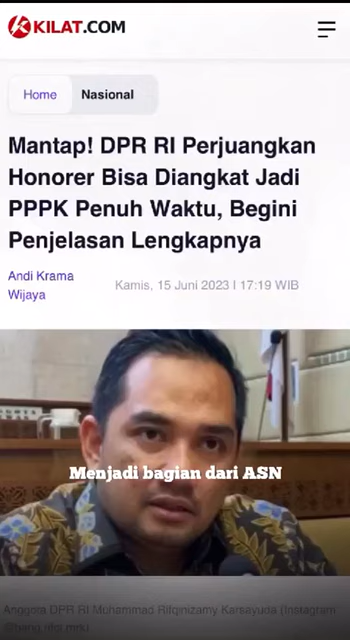 KILAT.COM
Home
Nasional
Mantap! DPR RI Perjuangkan
Honorer Bisa Diangkat Jadi
PPPK Penuh Waktu, Begini
Penjelasan Lengkapnya
Andi Krama
Wijaya
Kamis, 15 Juni 2023 | 17:19 WIB
Menjadi bagian dari ASN
Anggota DPR RI Muhammad Rifqinizamy Karsayuda (Instagram